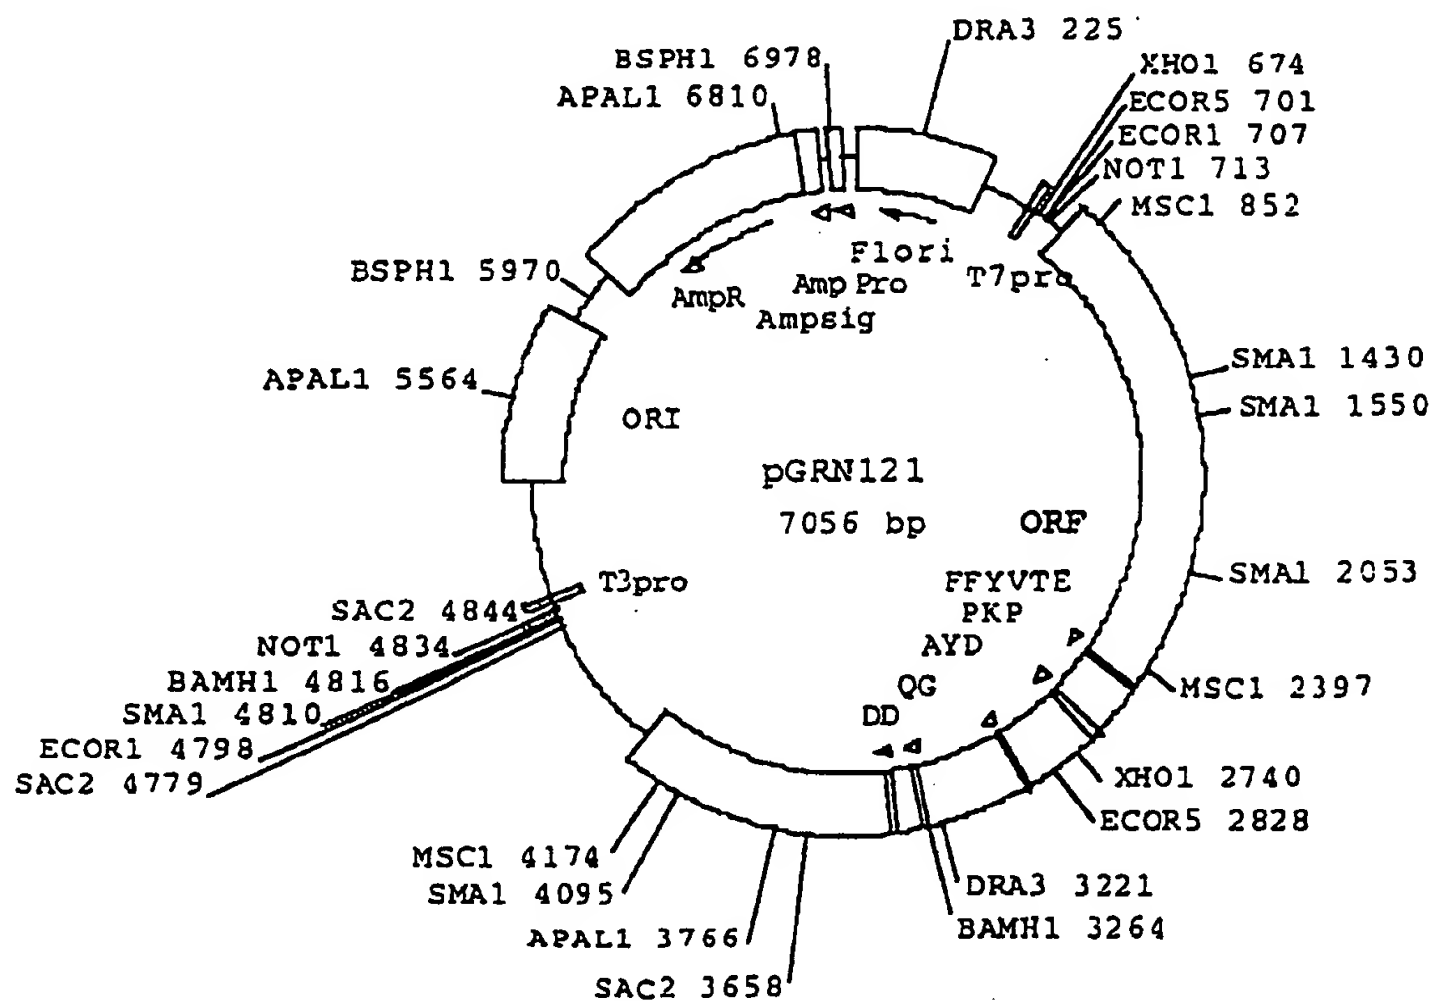 DRA3 225
BSPH1 6978
XHO1 674
APAL1 6810
ECOR5 701
ECOR1 707
NOT1 713
MSC1 852
BSPH1 5970
Flori
T7pro
AmpR
Amp Pro
Ampsig
SMA1 1430
APAL1 5564
SMA1 1550
ORI
pGRN121
7056 bp
ORF
SMA1 2053
T3pro
FFYVTE
PKP
AYD
QG
DD
SAC2 4844
NOT1 4834
BAMH1 4816
SMA1 4810
ECOR1 4798
SAC2 4779
MSC1 2397
XHO1 2740
ECOR5 2828
MSC1 4174
SMA1 4095
DRA3 3221
BAMH1 3264
APAL1 3766
SAC2 3658